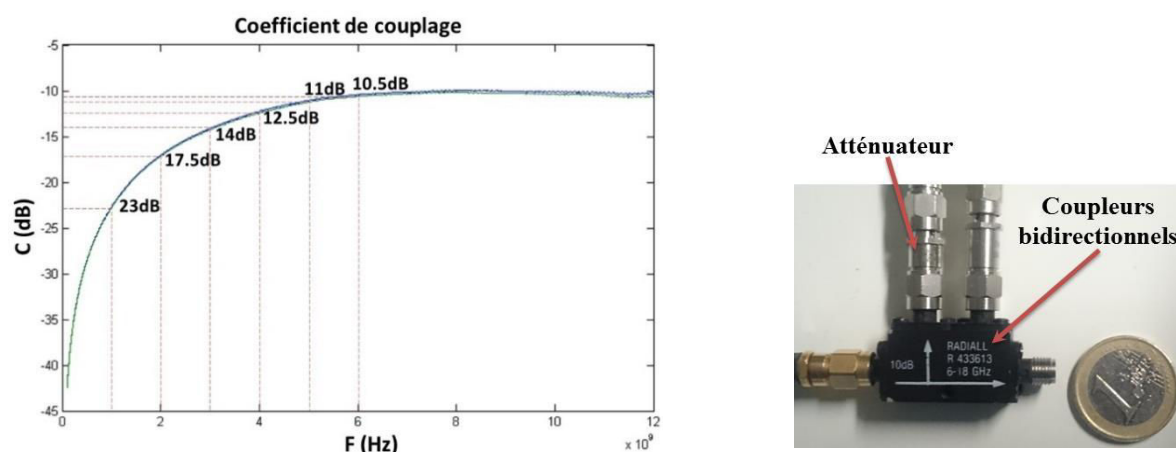 Coefficient de couplage
C (dB)
-5
-10
-15
-20
-25
-30
-35
-40
-45
23dB
17.5dB
14dB
12.5dB
11dB
10.5dB
0
2
4
6
8
10
12
x 10⁹
F (Hz)
Atténuateur
Coupleurs
bidirectionnels
10dB
RADIALL
R 433613
6-18 GHz
1